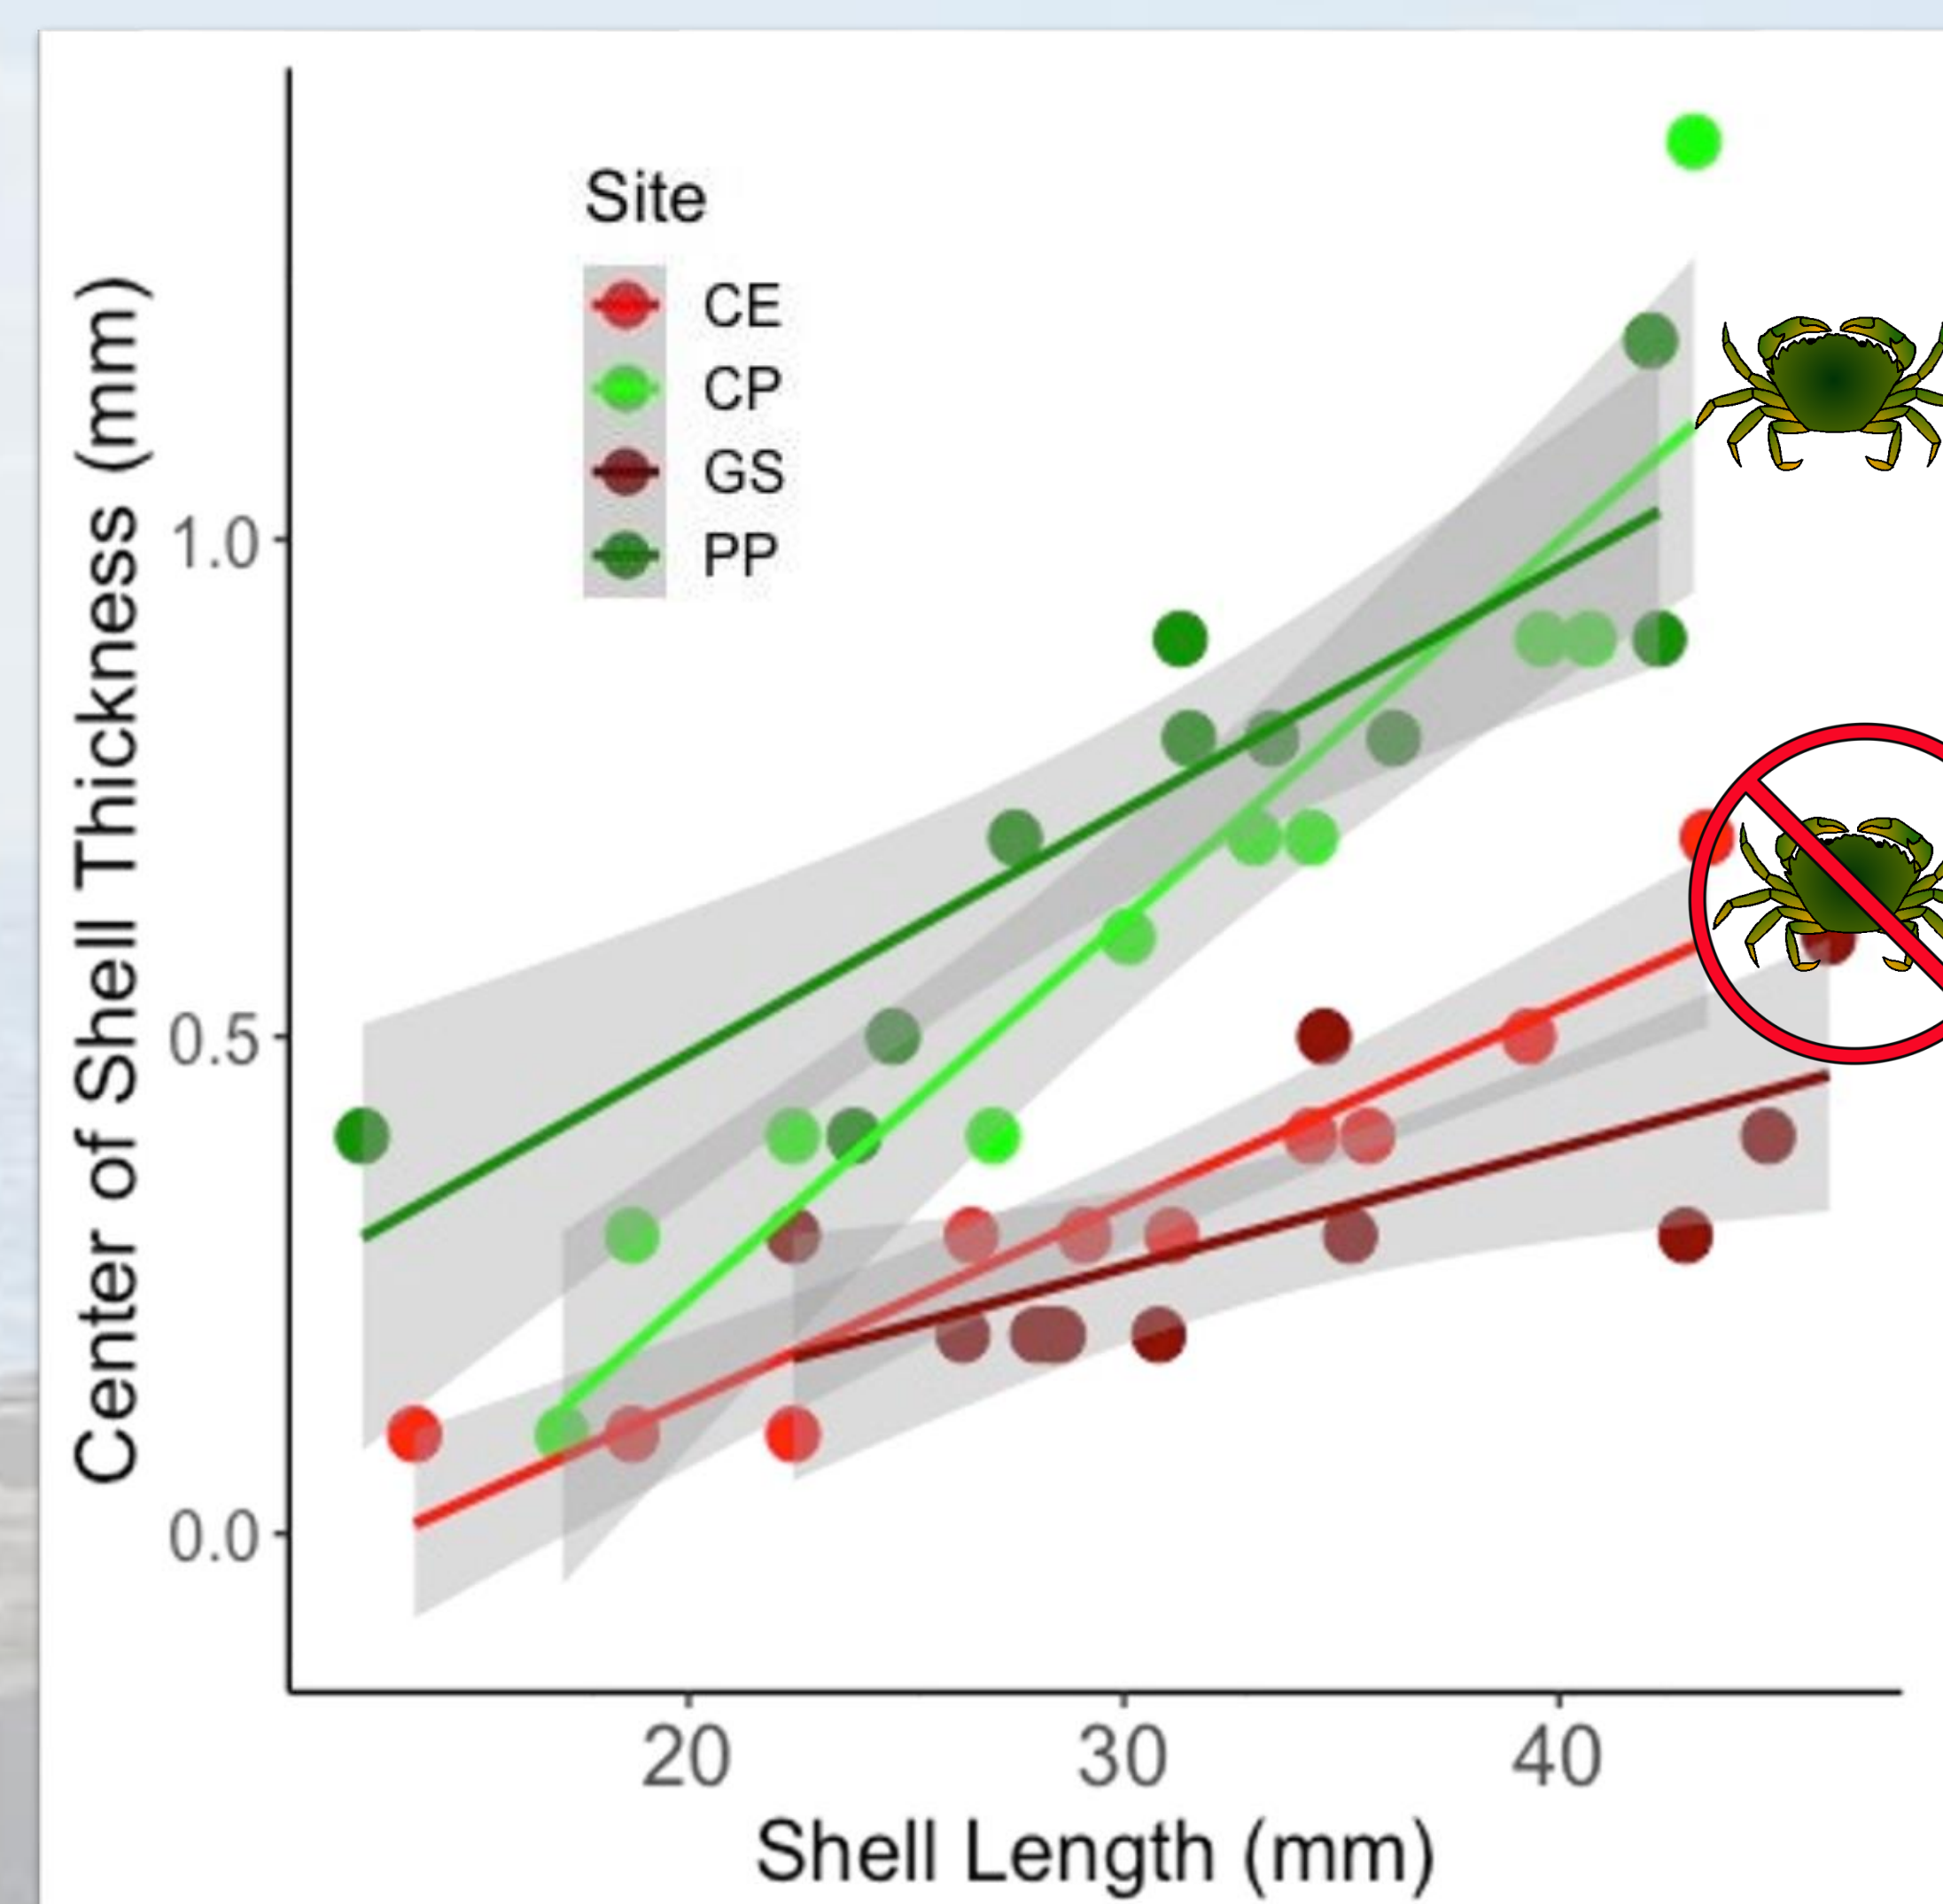 Center of Shell Thickness (mm)
1.0
0.5
0.0
Site
CE
CP
GS
PP
20
30
40
Shell Length (mm)